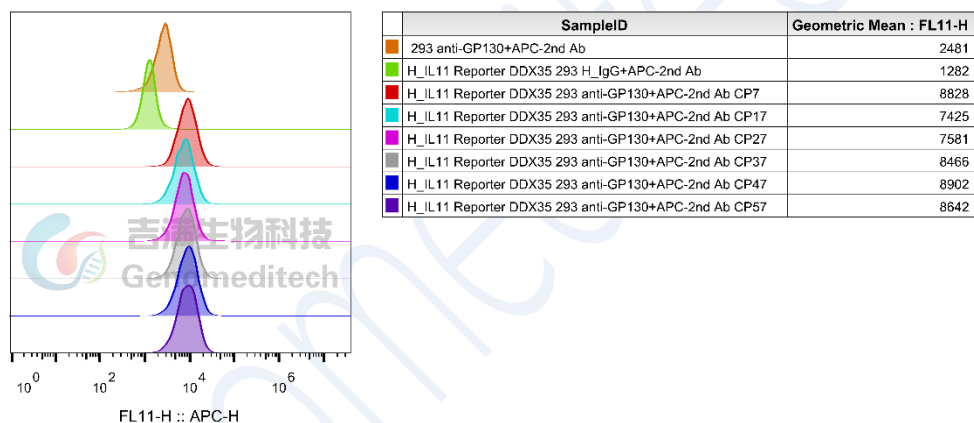 SampleID Geometric Mean : FL11-H
293 anti-GP130+APC-2nd Ab 2481
H_IL11 Reporter DDX35 293 H_IgG+APC-2nd Ab 1282
H_IL11 Reporter DDX35 293 anti-GP130+APC-2nd Ab CP7 8828
H_IL11 Reporter DDX35 293 anti-GP130+APC-2nd Ab CP17 7425
H_IL11 Reporter DDX35 293 anti-GP130+APC-2nd Ab CP27 7581
H_IL11 Reporter DDX35 293 anti-GP130+APC-2nd Ab CP37 8466
H_IL11 Reporter DDX35 293 anti-GP130+APC-2nd Ab CP47 8902
H_IL11 Reporter DDX35 293 anti-GP130+APC-2nd Ab CP57 8642
吉满生物科技
Genomeditech
10^0 10^2 10^4 10^6
FL11-H :: APC-H